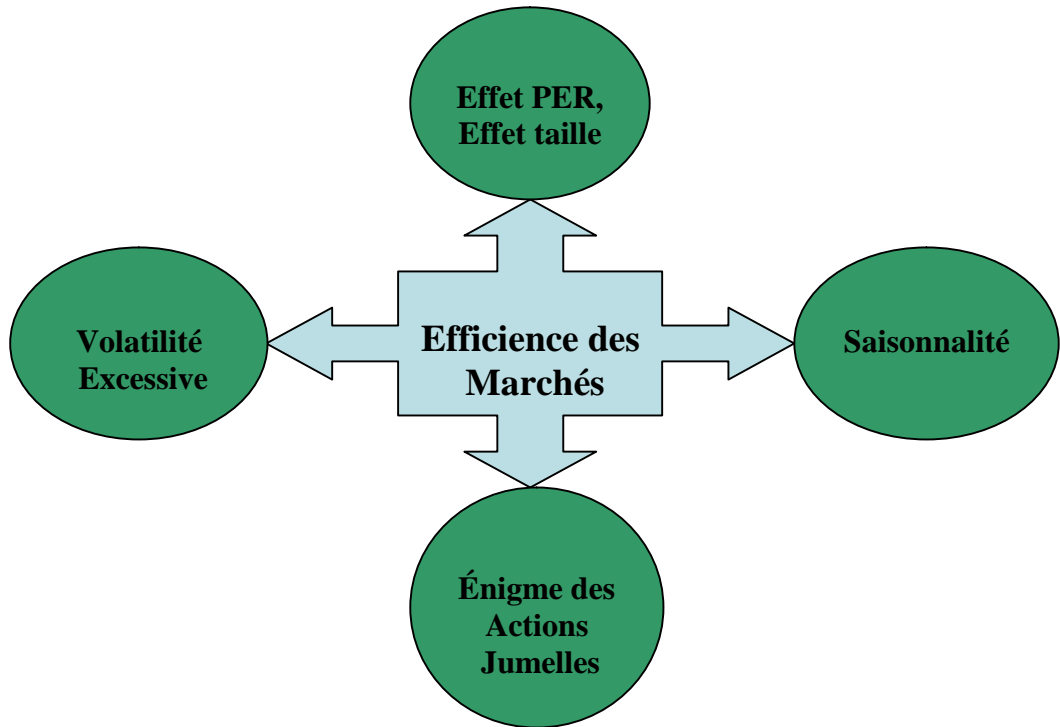 Effet PER,
Effet taille
Volatilité
Excessive
Efficience des
Marchés
Saisonnalité
Énigme des
Actions
Jumelles